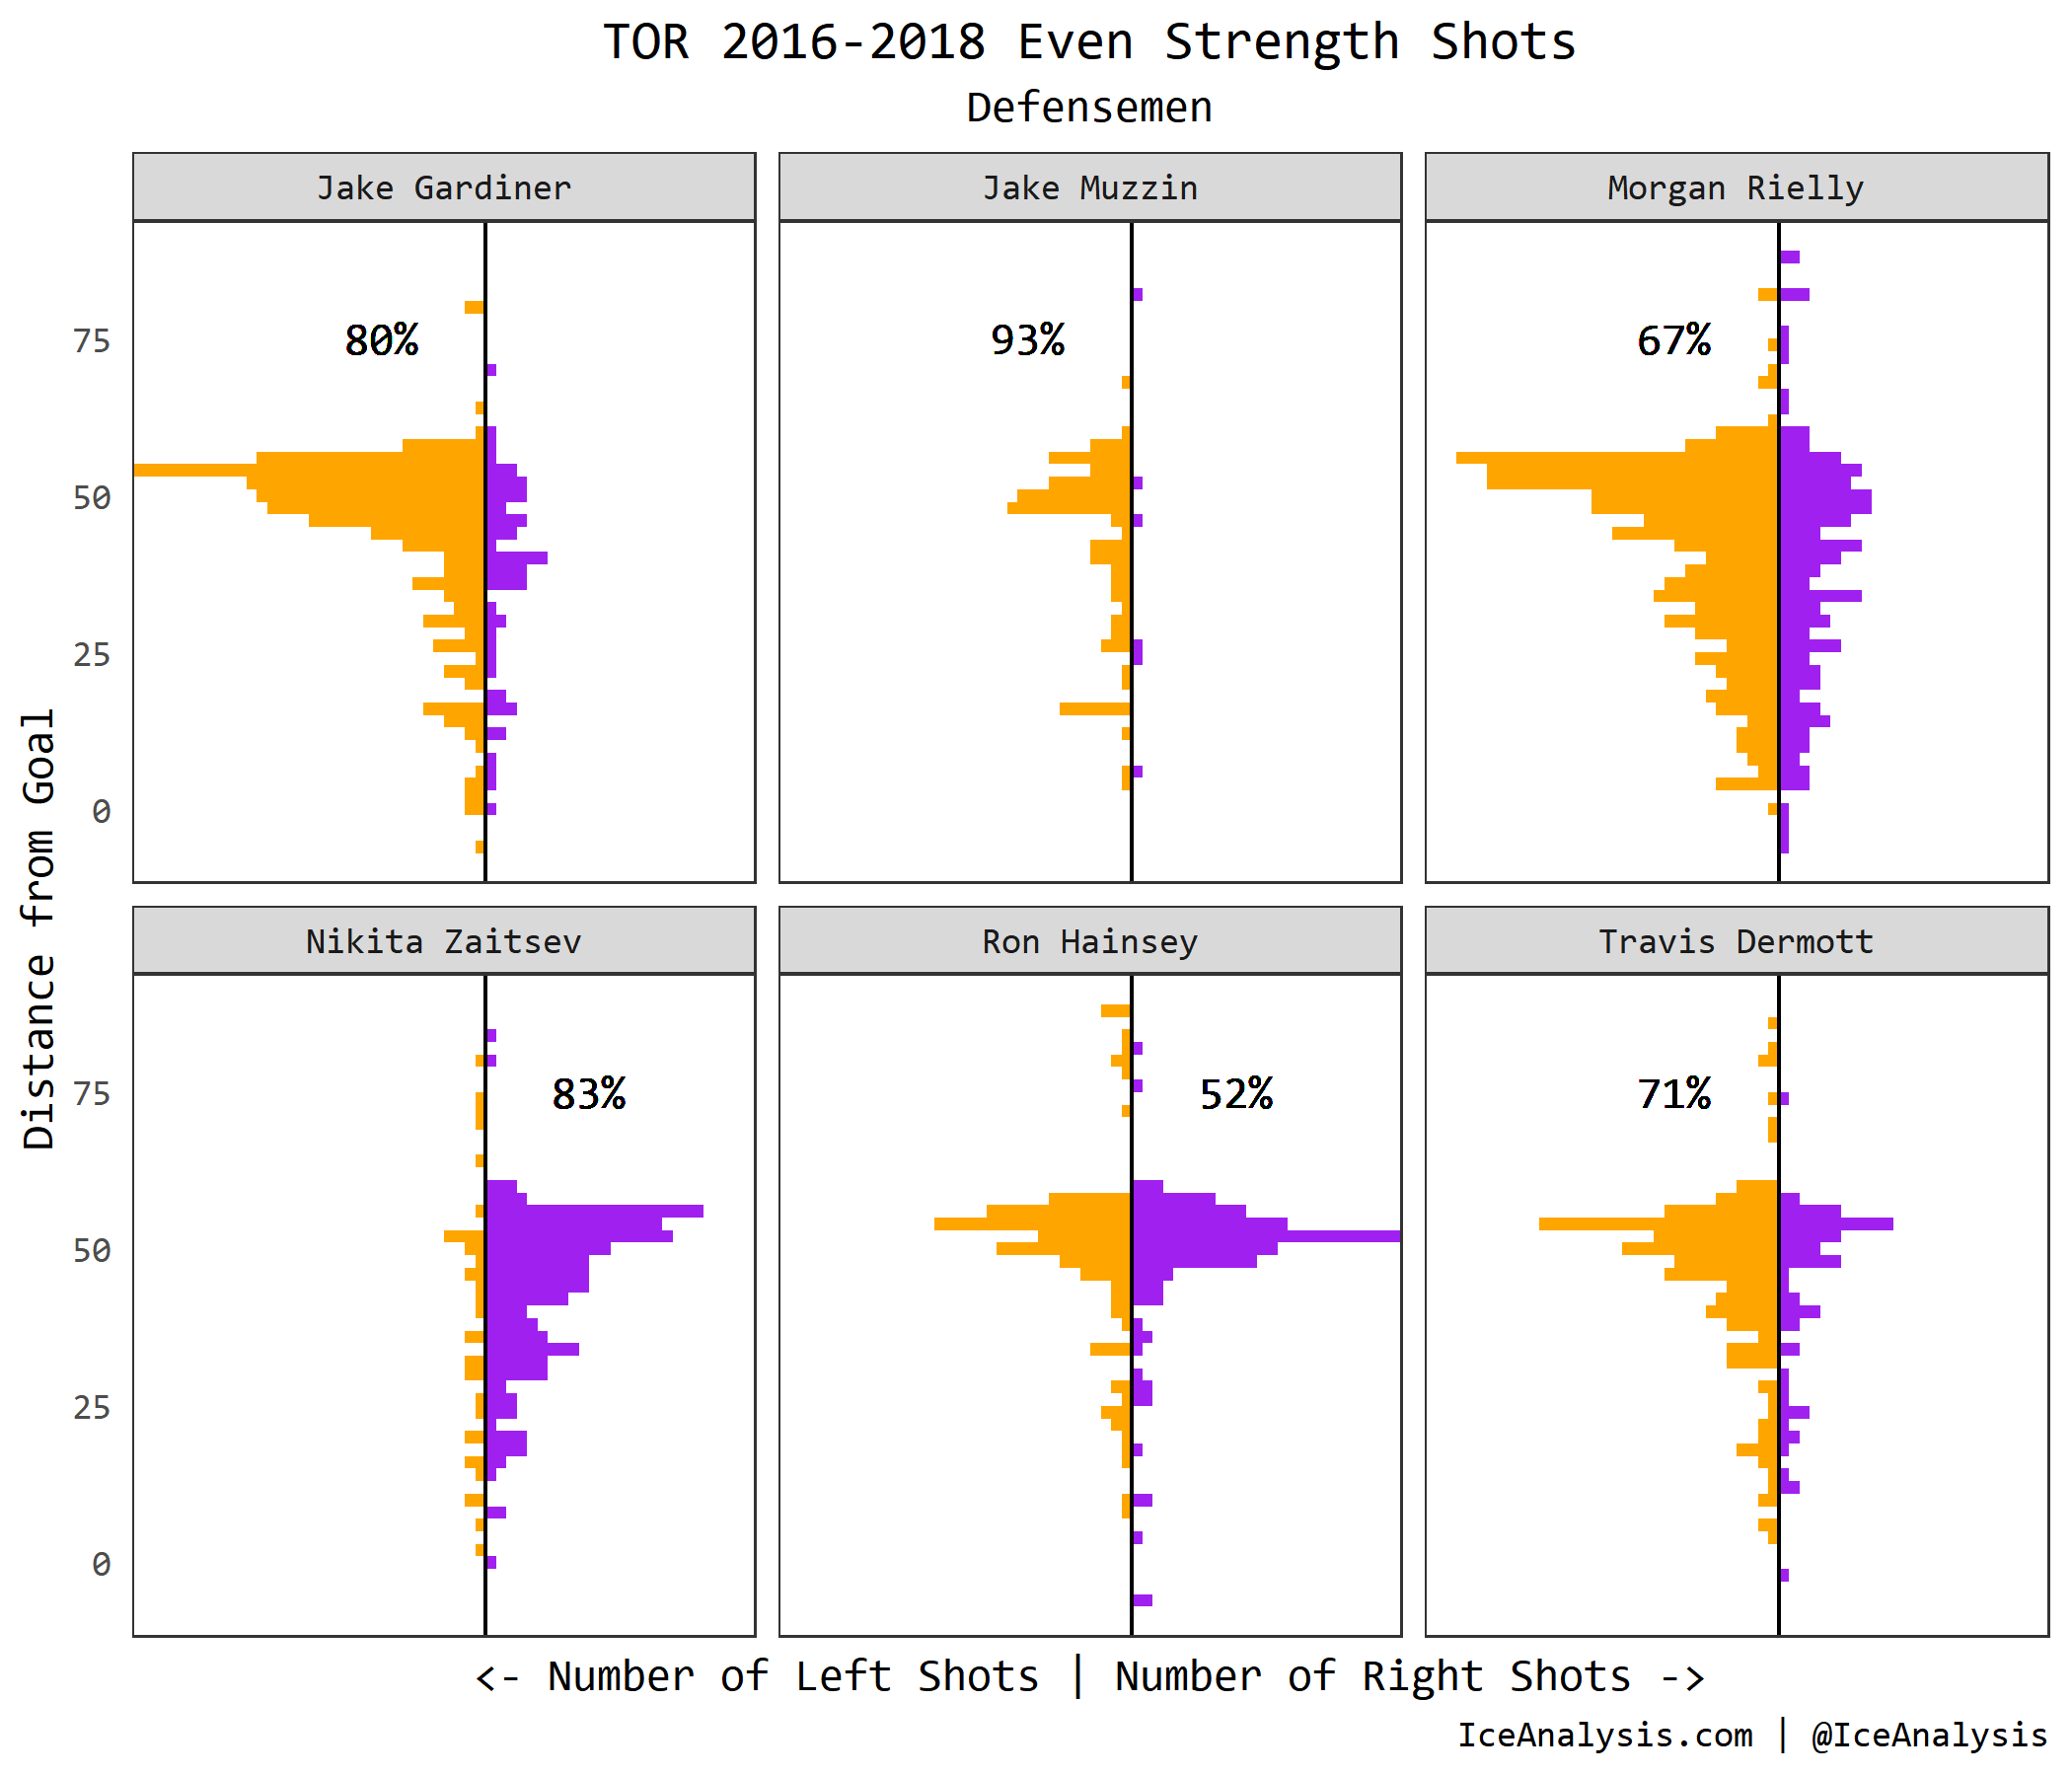 TOR 2016-2018 Even Strength Shots
Defensemen
Jake Gardiner
Jake Muzzin
Morgan Rielly
75
50
25
0
80%
93%
67%
Distance from Goal
Nikita Zaitsev
Ron Hainsey
Travis Dermott
75
50
25
0
83%
52%
71%
<- Number of Left Shots | Number of Right Shots ->
IceAnalysis.com | @IceAnalysis